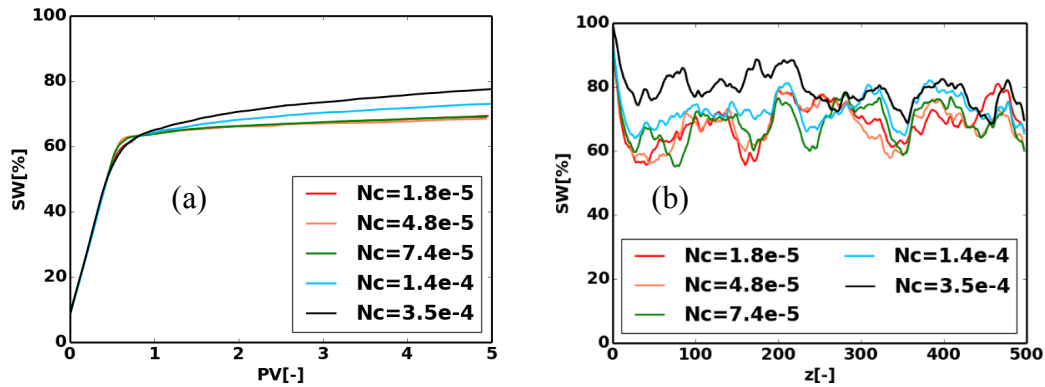 100
80
60
40
20
0
SW[%]
(a)
Nc=1.8e-5
Nc=4.8e-5
Nc=7.4e-5
Nc=1.4e-4
Nc=3.5e-4
0 1 2 3 4 5
PV[-]
100
80
60
40
20
0
SW[%]
(b)
Nc=1.8e-5 Nc=1.4e-4
Nc=4.8e-5 Nc=3.5e-4
Nc=7.4e-5
0 100 200 300 400 500
z[-]